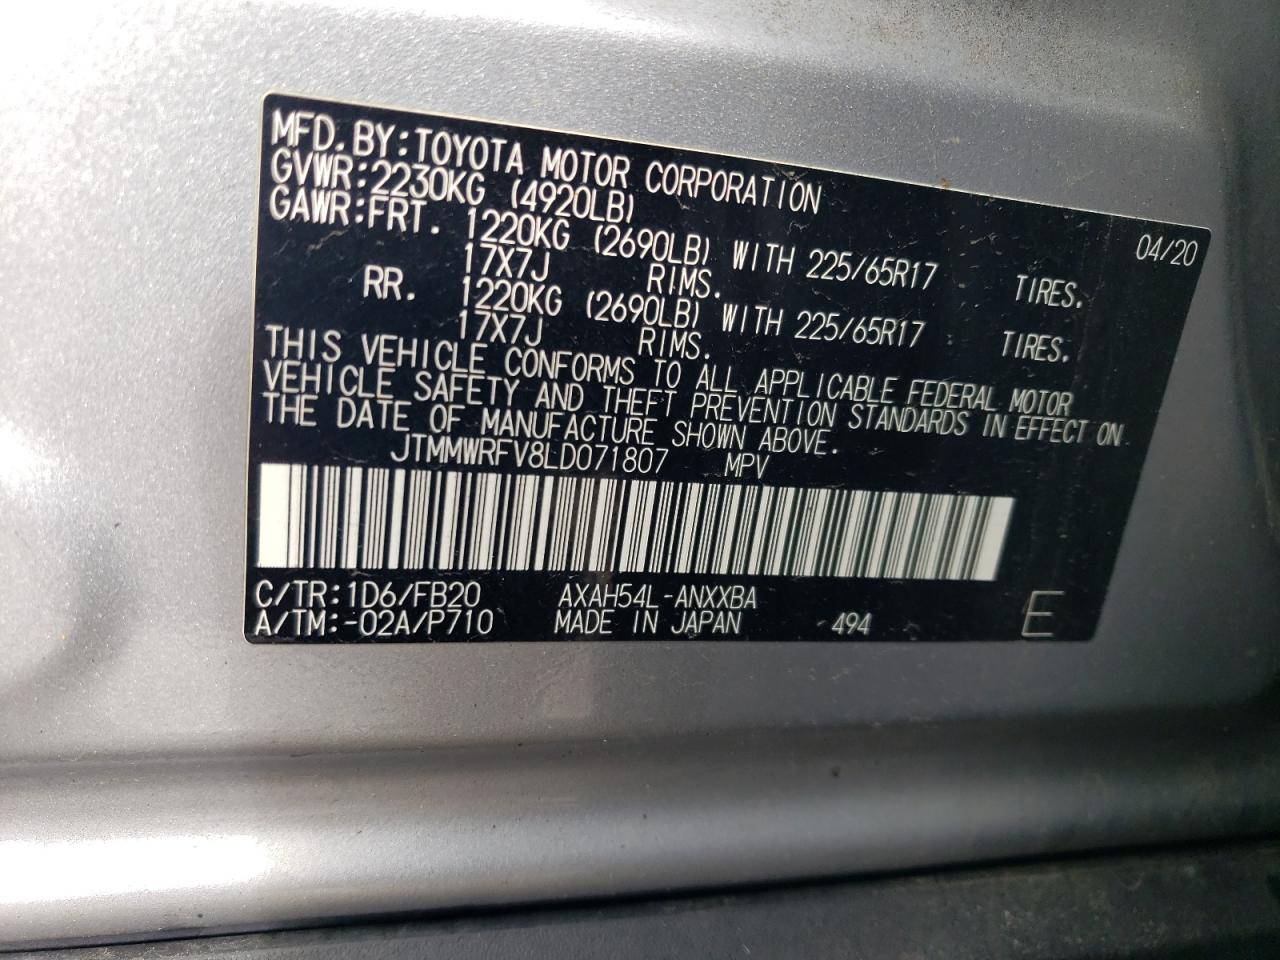 MFD.BY:TOYOTA MOTOR CORPORATION 04/20
GVWR:2230KG (4920LB)
GAWR:FRT. 1220KG (2690LB) WITH 225/65R17 TIRES.
17X7J RIMS.
RR. 1220KG (2690LB) WITH 225/65R17 TIRES.
17X7J RIMS.
THIS VEHICLE CONFORMS TO ALL APPLICABLE FEDERAL MOTOR
VEHICLE SAFETY AND THEFT PREVENTION STANDARDS IN EFFECT ON
THE DATE OF MANUFACTURE SHOWN ABOVE.
JTMMWRFV8LD071807 MPV
C/TR:1D6/FB20 AXAH54L-ANXXBA
A/TM:-02A/P710 MADE IN JAPAN 494 E